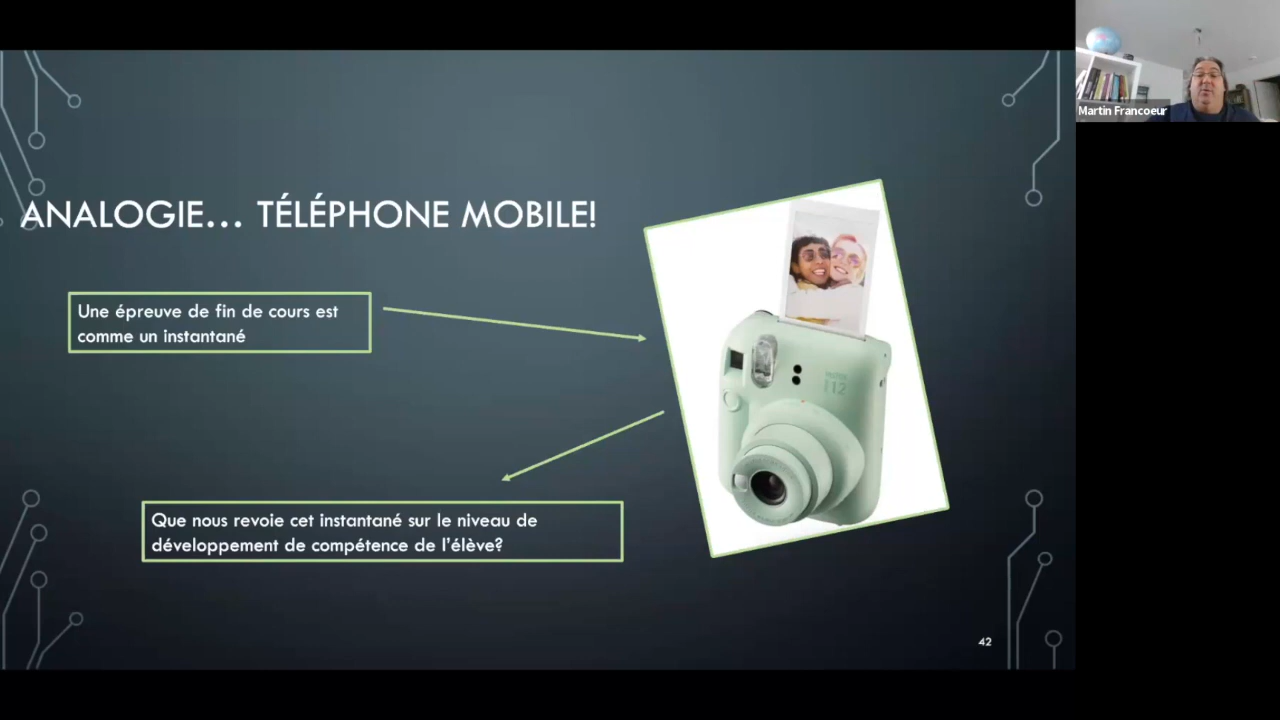 Martin Francoeur
ANALOGIE... TÉLÉPHONE MOBILE!
Une épreuve de fin de cours est
comme un instantané
Que nous revoie cet instantané sur le niveau de
développement de compétence de l'élève?
42